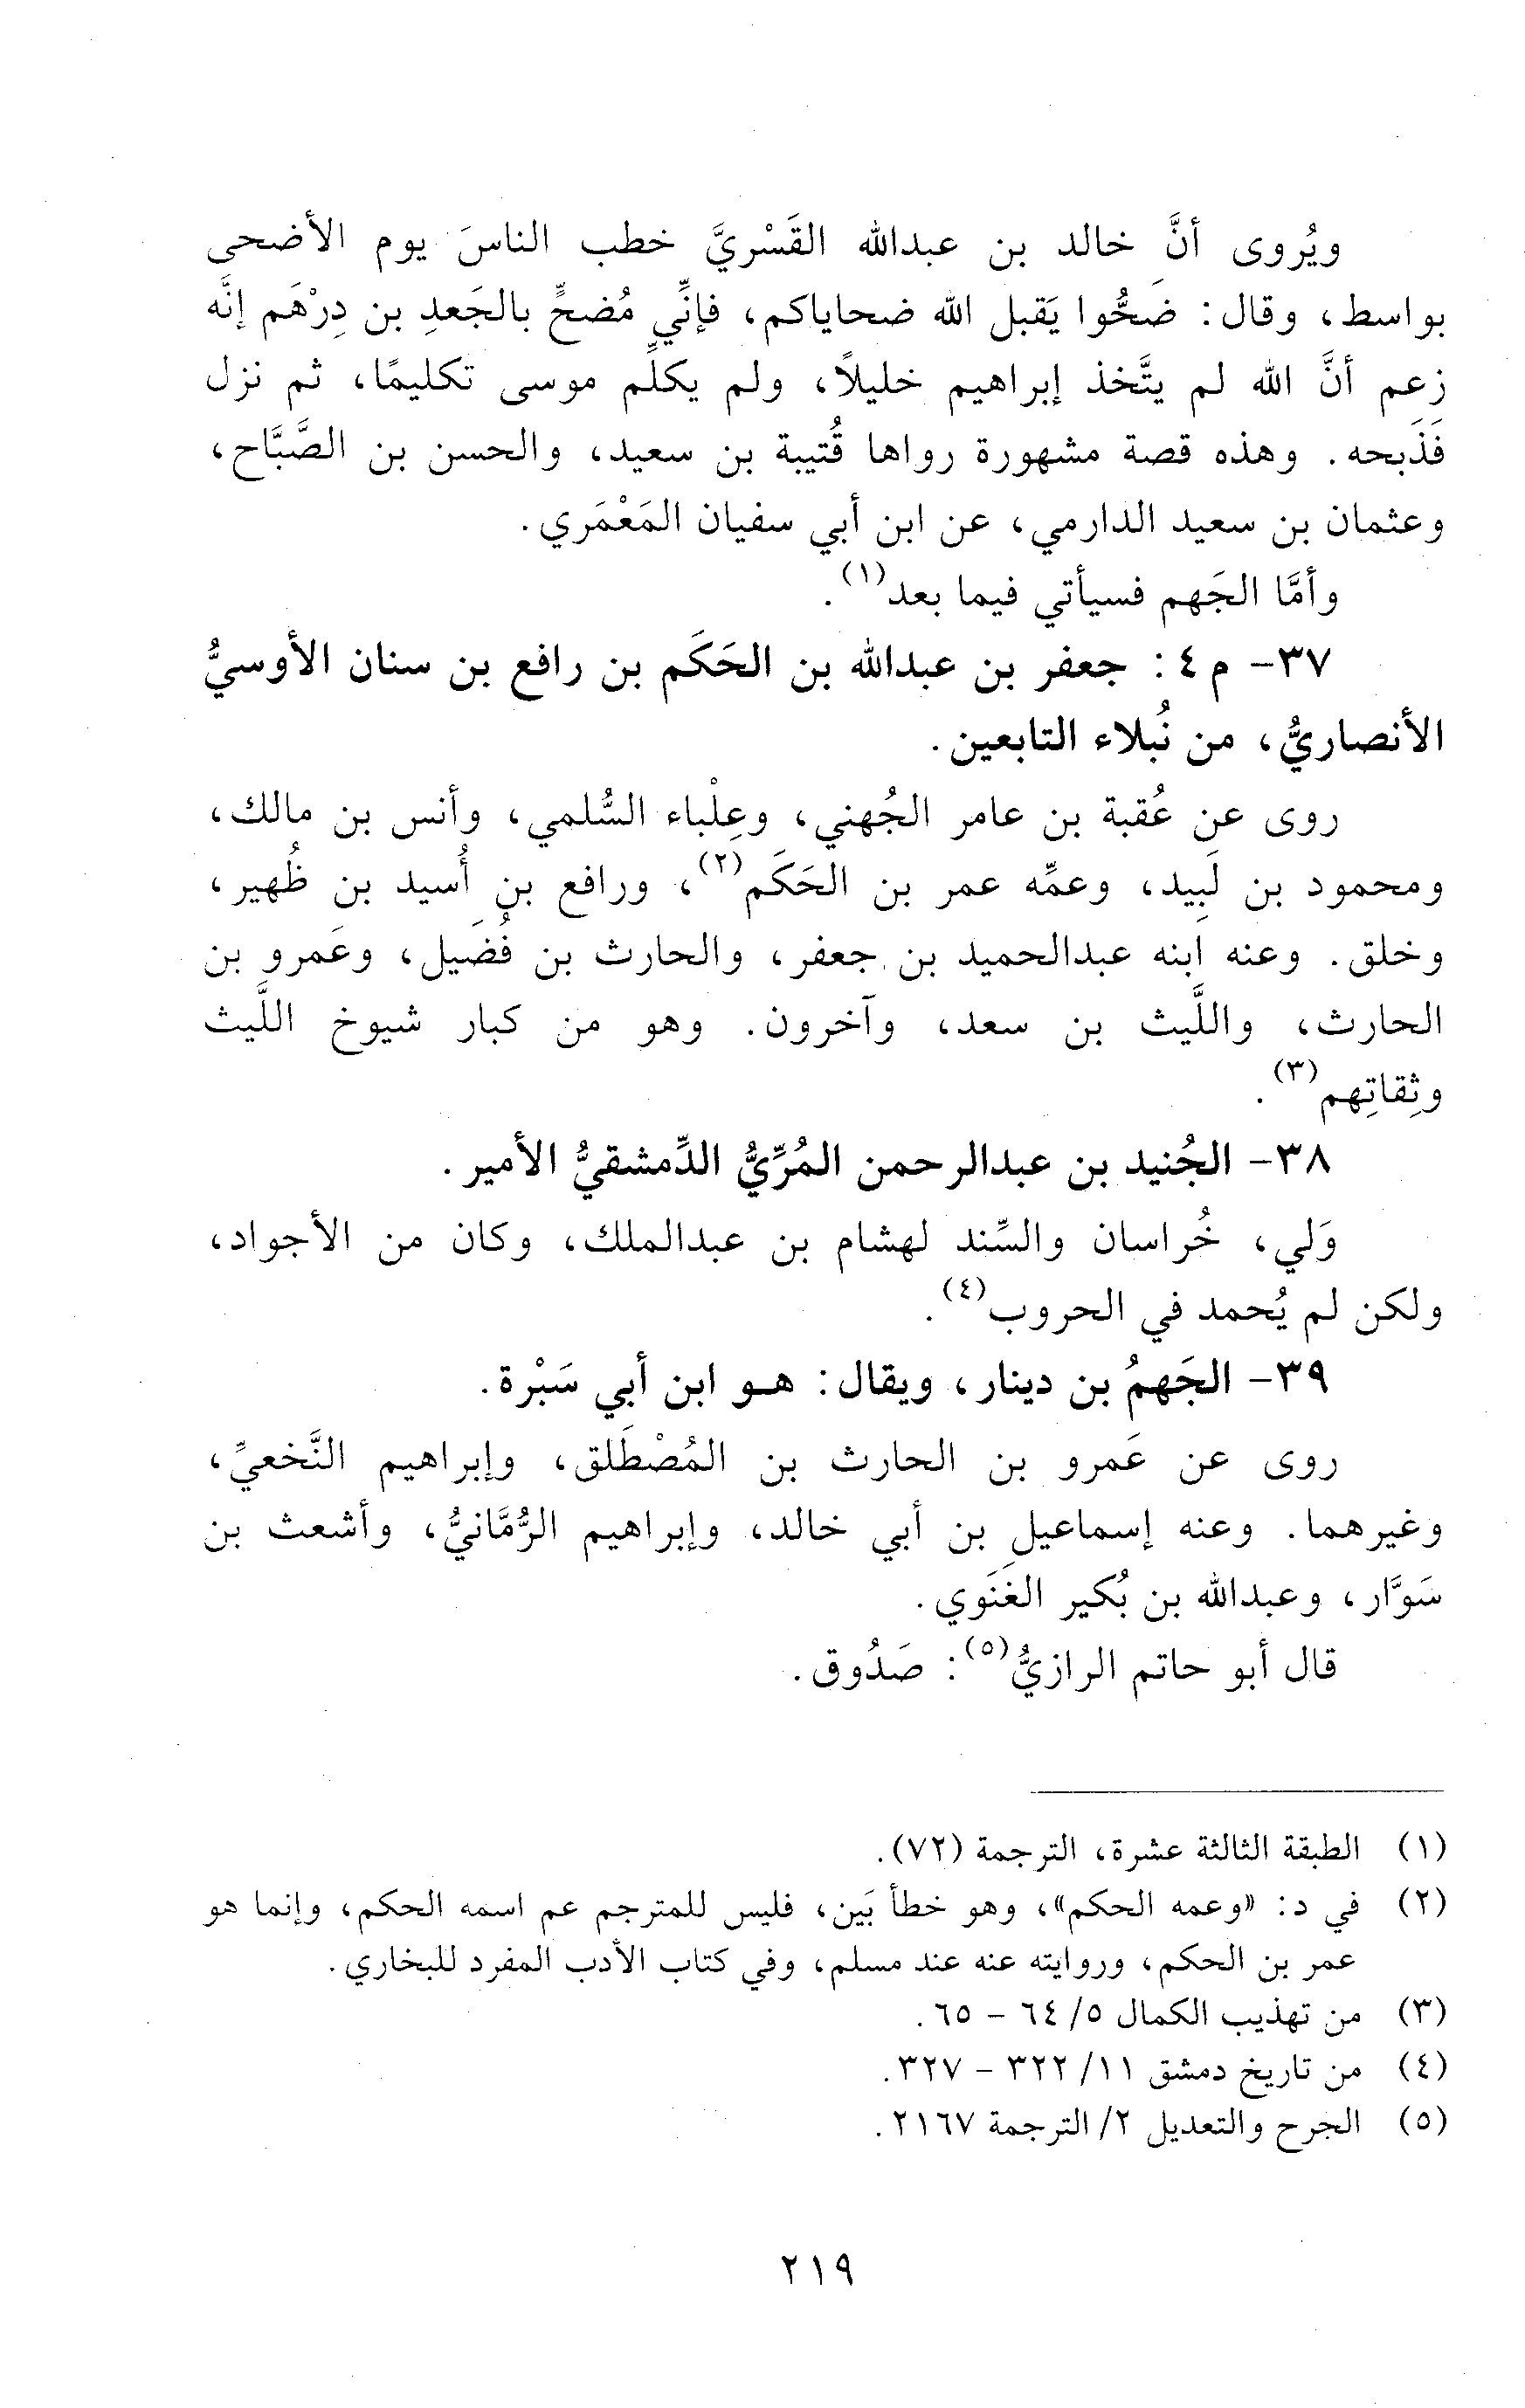 ويُروى أنَّ خالد بن عبدالله القَسْريَّ خطب الناسَ يوم الأضحى
بواسط، وقال: ضَحُّوا يَقبل الله ضحاياكم، فإنِّي مُضحٍّ بالجَعدِ بن دِرْهَم إنَّه
زعم أنَّ الله لم يتَّخذ إبراهيم خليلاً، ولم يكلِّم موسى تكليمًا، ثم نزل
فَذَبحه. وهذه قصة مشهورة رواها قُتيبة بن سعيد، والحسن بن الصَّبَّاح،
وعثمان بن سعيد الدارمي، عن ابن أبي سفيان المَعْمَري.
وأمَّا الجَهم فسيأتي فيما بعد(١).
٣٧- م ٤: جعفر بن عبدالله بن الحَكَم بن رافع بن سنان الأوسيُّ
الأنصاريُّ، من نُبلاء التابعين.
روى عن عُقبة بن عامر الجُهني، وعِلْباء السُّلمي، وأنس بن مالك،
ومحمود بن لَبِيد، وعمِّه عمر بن الحَكَم(٢)، ورافع بن أُسيد بن ظُهير،
وخلق. وعنه ابنه عبدالحميد بن جعفر، والحارث بن فُضَيل، وعَمرو بن
الحارث، واللَّيث بن سعد، وآخرون. وهو من كبار شيوخ اللَّيث
وثِقاتِهم(٣).
٣٨- الجُنيد بن عبدالرحمن المُرِّيُّ الدِّمشقيُّ الأمير.
وَلي، خُراسان والسِّند لهشام بن عبدالملك، وكان من الأجواد،
ولكن لم يُحمد في الحروب(٤).
٣٩- الجَهمُ بن دينار، ويقال: هو ابن أبي سَبْرة.
روى عن عَمرو بن الحارث بن المُصْطَلق، وإبراهيم النَّخعيِّ،
وغيرهما. وعنه إسماعيل بن أبي خالد، وإبراهيم الرُّمَّانيُّ، وأشعث بن
سَوَّار، وعبدالله بن بُكير الغَنَوي.
قال أبو حاتم الرازيُّ(٥): صَدُوق.
(١) الطبقة الثالثة عشرة، الترجمة (٧٢).
(٢) في د: «وعمه الحكم»، وهو خطأ بَين، فليس للمترجم عم اسمه الحكم، وإنما هو
عمر بن الحكم، وروايته عنه عند مسلم، وفي كتاب الأدب المفرد للبخاري.
(٣) من تهذيب الكمال ٥/ ٦٤ - ٦٥.
(٤) من تاريخ دمشق ١١/ ٣٢٢ - ٣٢٧.
(٥) الجرح والتعديل ٢/ الترجمة ٢١٦٧.
٢١٩